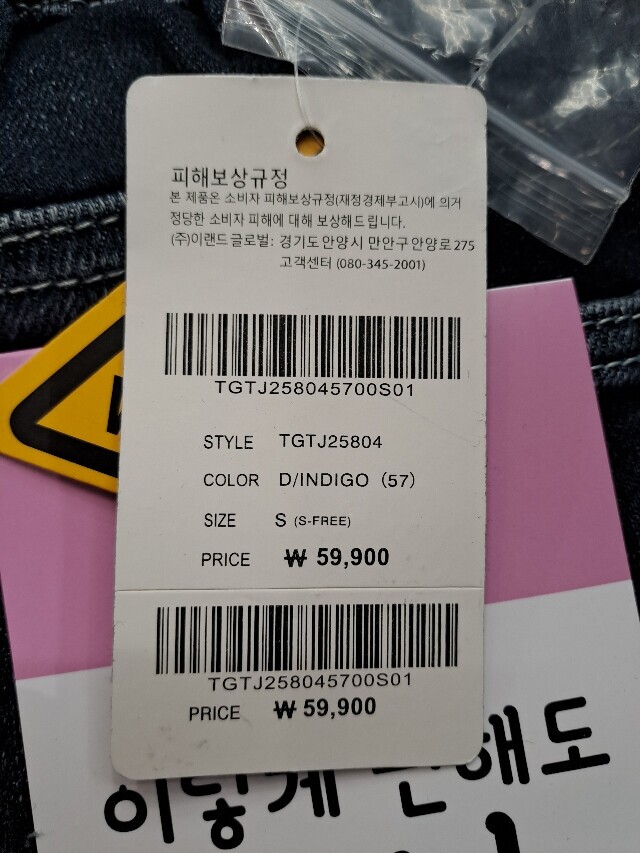 피해보상규정
본 제품은 소비자 피해보상규정(재정경제부고시)에 의거
정당한 소비자 피해에 대해 보상해드립니다.
(주)이랜드글로벌: 경기도 안양시 만안구 안양로 275
고객센터 (080-345-2001)
TGTJ258045700S01
STYLE TGTJ25804
COLOR D/INDIGO (57)
SIZE S (S-FREE)
PRICE ₩ 59,900
TGTJ258045700S01
PRICE ₩ 59,900
이렇게